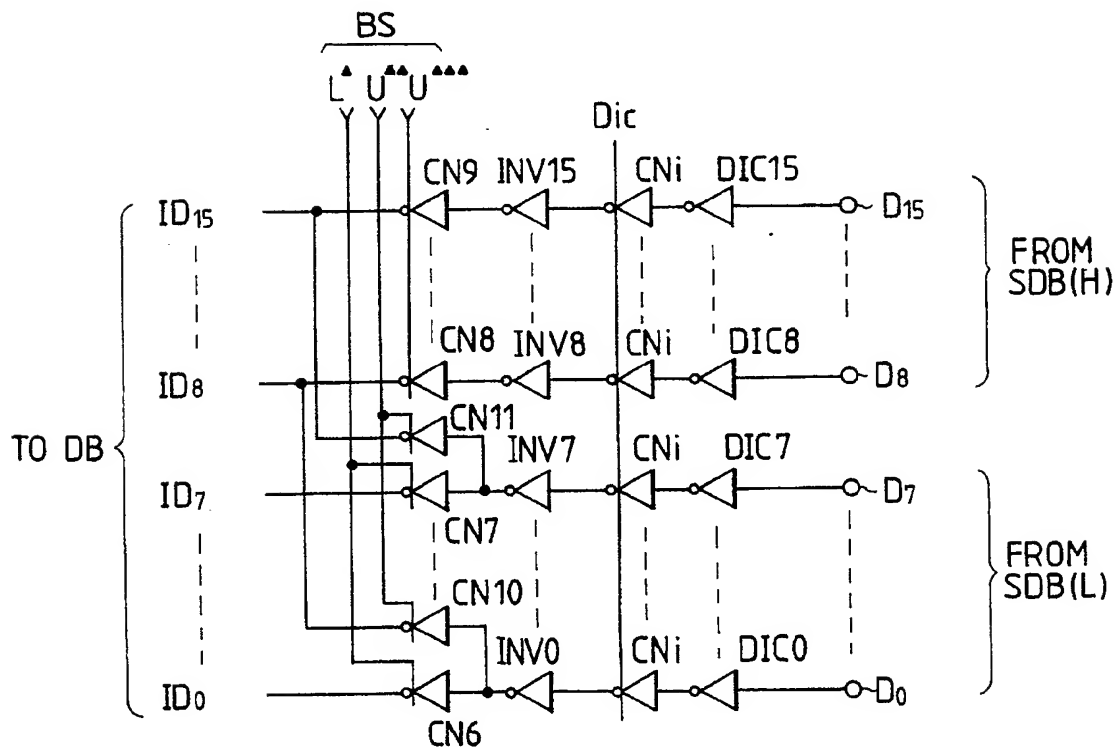 BS
L▲ U▲▲ U▲▲▲
Dic
CN9 INV15 CNi DIC15
ID15 D15
FROM
SDB(H)
CN8 INV8 CNi DIC8
ID8 D8
TO DB
CN11
INV7 CNi DIC7
ID7 D7
CN7
FROM
SDB(L)
CN10
INV0 CNi DIC0
ID0 D0
CN6